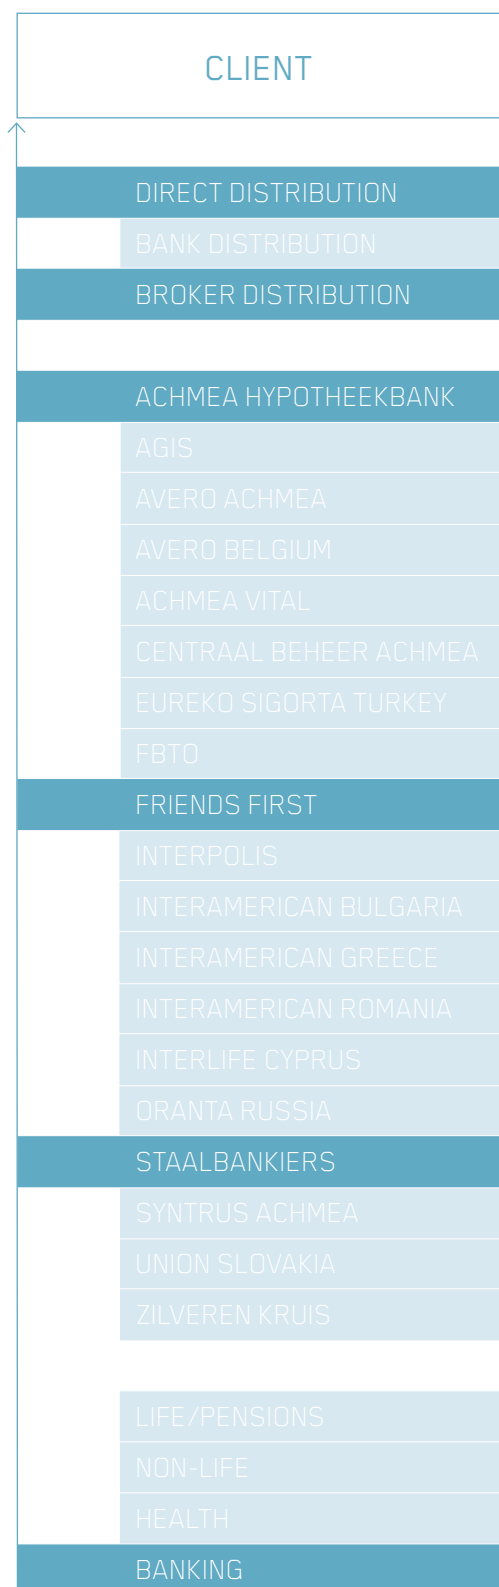 CLIENT
DIRECT DISTRIBUTION
BANK DISTRIBUTION
BROKER DISTRIBUTION
ACHMEA HYPOTHEEKBANK
AGIS
AVERO ACHMEA
AVERO BELGIUM
ACHMEA VITAL
CENTRAAL BEHEER ACHMEA
EUREKO SIGORTA TURKEY
FBTO
FRIENDS FIRST
INTERPOLIS
INTERAMERICAN BULGARIA
INTERAMERICAN GREECE
INTERAMERICAN ROMANIA
INTERLIFE CYPRUS
ORANTA RUSSIA
STAALBANKIERS
SYNTRUS ACHMEA
UNION SLOVAKIA
ZILVEREN KRUIS
LIFE/PENSIONS
NON-LIFE
HEALTH
BANKING